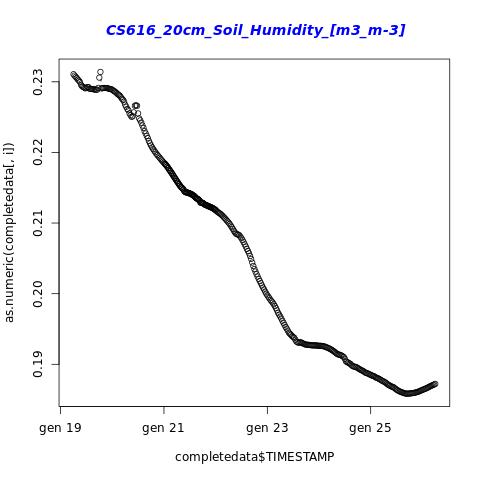 CS616_20cm_Soil_Humidity_[m3_m-3]
as.numeric(completedata[, i])
0.23
0.22
0.21
0.20
0.19
gen 19
gen 21
gen 23
gen 25
completedata$TIMESTAMP